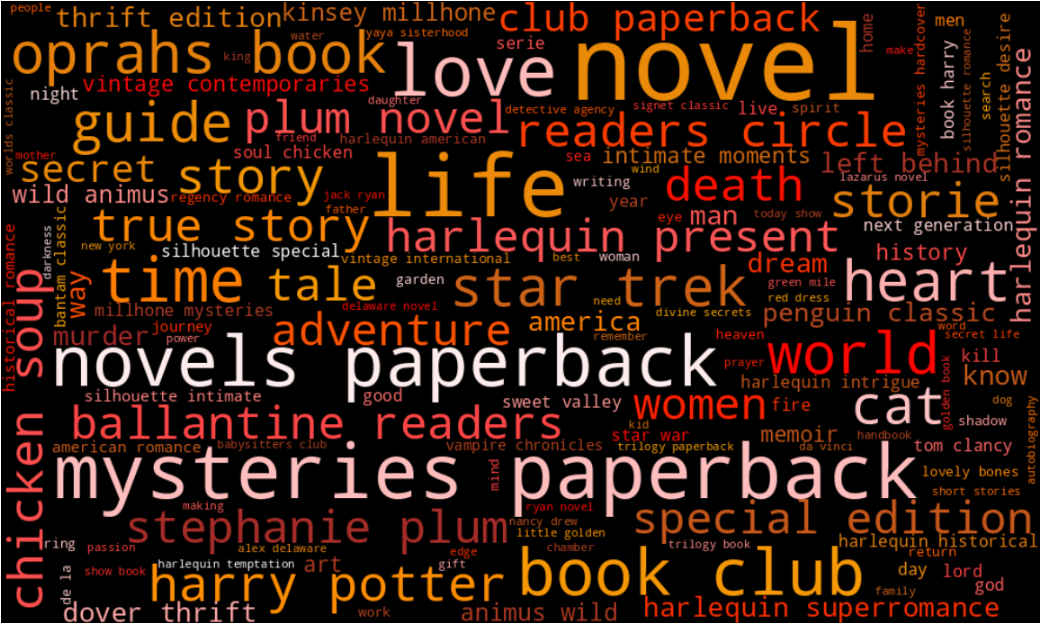 people
thrift edition
kinsey millhone
club paperback
oprahs book
king
water
yaya sisterhood
love
serie
novel
home
make
mysteries hardcover
men
book harry
silhouette romance
search
silhouette desire
harlequin romance
worlds classic
night
vintage contemporaries
daughter
guide
plum novel
friend
harlequin american
detective agency
signet classic
live
spirit
readers circle
mother
secret
story
soul chicken
life
sea
intimate moments
wind
left behind
lazarus novel
wild animus
regency romance
jack ryan
father
writing
year
death
storie
true story
eye
man
today show
next generation
historical romance
darkness
bantam classic
new york
silhouette special
harlequin present
vintage international
best
woman
history
way
time
tale
garden
star trek
dream
green mile
red dress
heart
soup
millhone mysteries
delaware novel
need
divine secrets
penguin classic
murder
journey
power
adventure
america
remember
heaven
word
secret life
novels paperback
prayer
world
golden book
kill
harlequin intrigue
know
silhouette intimate
good
sweet valley
women
fire
cat
shadow
dog
autobiography
chicken
ballantine readers
kid
star war
memoir
handbook
american romance
babysitters club
vampire chronicles
trilogy paperback
da vinci
tom clancy
mysteries paperback
mind
lovely bones
short stories
making
ryan novel
stephanie plum
nancy drew
little golden
special edition
ring
passion
alex delaware
edge
chamber
trilogy book
harlequin historical
return
de la
show book
harlequin temptation
art
gift
book club
day
lord
god
harry potter
family
dover thrift
work
animus wild
harlequin superromance